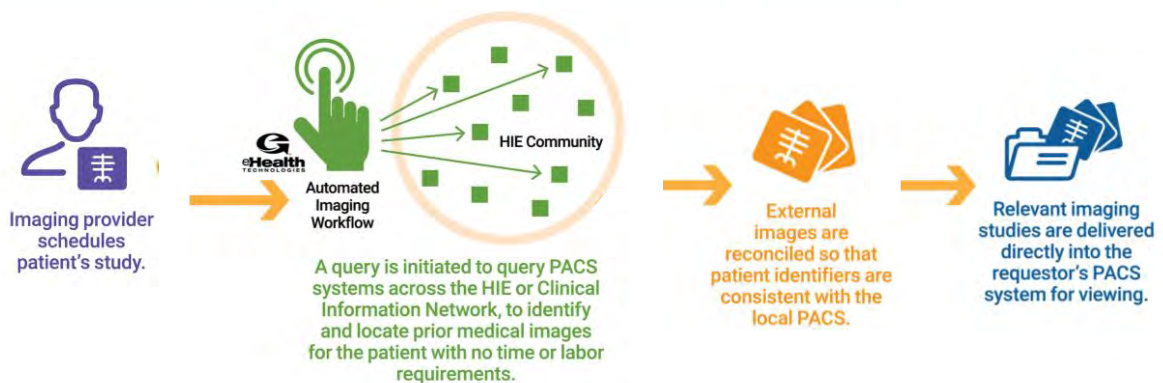 Imaging provider
schedules
patient's study.
eHealth
TECHNOLOGIES
Automated
Imaging
Workflow
HIE Community
A query is initiated to query PACS
systems across the HIE or Clinical
Information Network, to identify
and locate prior medical images
for the patient with no time or labor
requirements.
External
images are
reconciled so that
patient identifiers are
consistent with the
local PACS.
Relevant imaging
studies are delivered
directly into the
requestor's PACS
system for viewing.